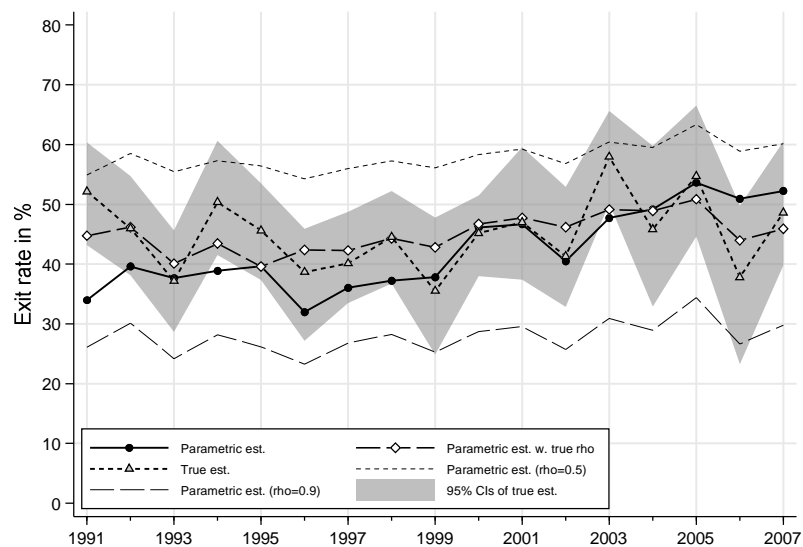 80
70
60
50
40
30
20
10
0
Exit rate in %
Parametric est.
Parametric est. w. true rho
True est.
Parametric est. (rho=0.5)
Parametric est. (rho=0.9)
95% CIs of true est.
1991 1993 1995 1997 1999 2001 2003 2005 2007